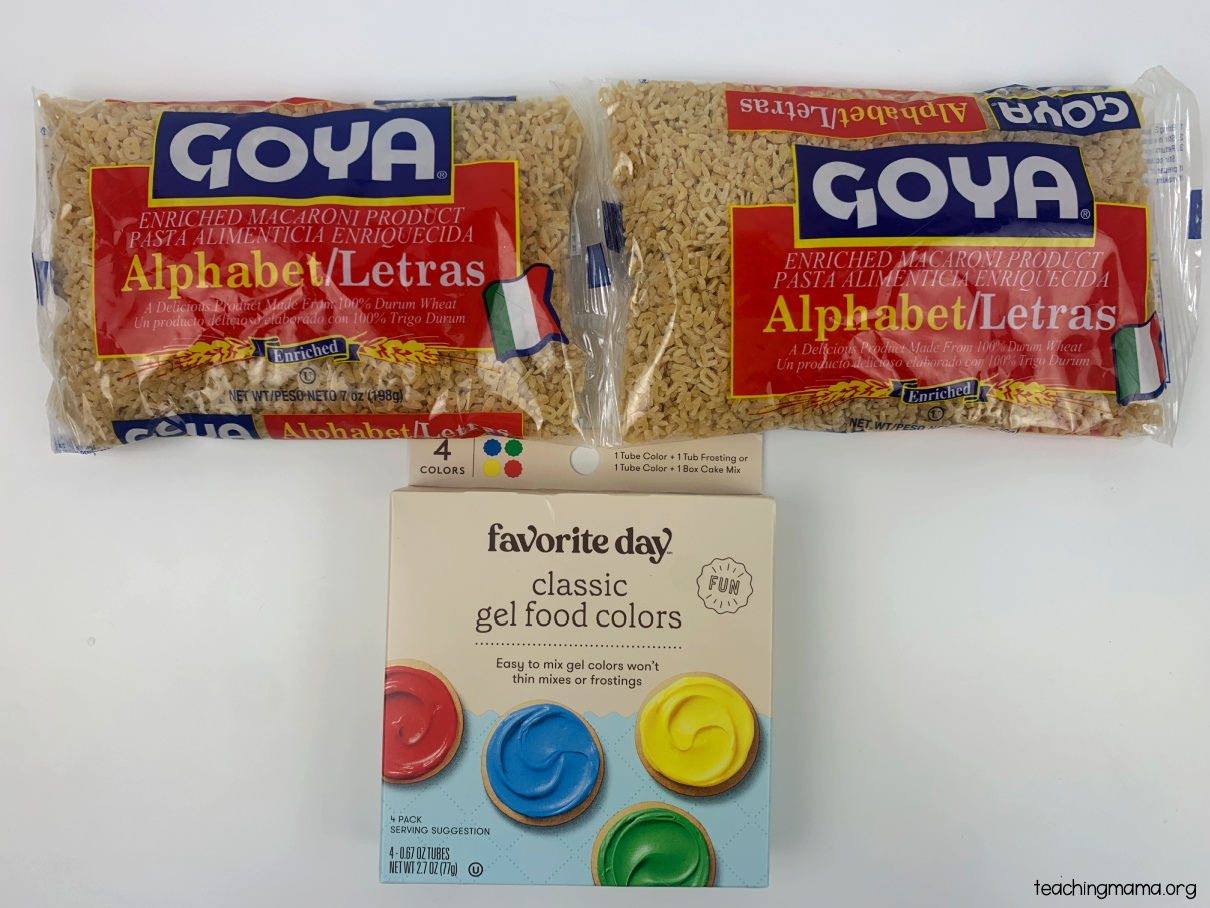 GOYA®
ENRICHED MACARONI PRODUCT
PASTA ALIMENTICIA ENRIQUECIDA
Alphabet/Letras
A Delicious Product Made From 100% Durum Wheat
Un producto delicioso elaborado con 100% Trigo Durum
Enriched
NET WT/PESO NETO 7 oz (198g)
GOYA Alphabet/Letras
GOYA Alphabet/Letras
GOYA®
ENRICHED MACARONI PRODUCT
PASTA ALIMENTICIA ENRIQUECIDA
Alphabet/Letras
A Delicious Product Made From 100% Durum Wheat
Un producto delicioso elaborado con 100% Trigo Durum
Enriched
NET WT/PESO
4
COLORS
1 Tube Color + 1 Tub Frosting or
1 Tube Color + 1 Box Cake Mix
favorite day
classic
gel food colors
FUN
Easy to mix gel colors won't
thin mixes or frostings
4 PACK
SERVING SUGGESTION
4 - 0.67 OZ TUBES
NET WT 2.7 OZ (77g)
teachingmama.org